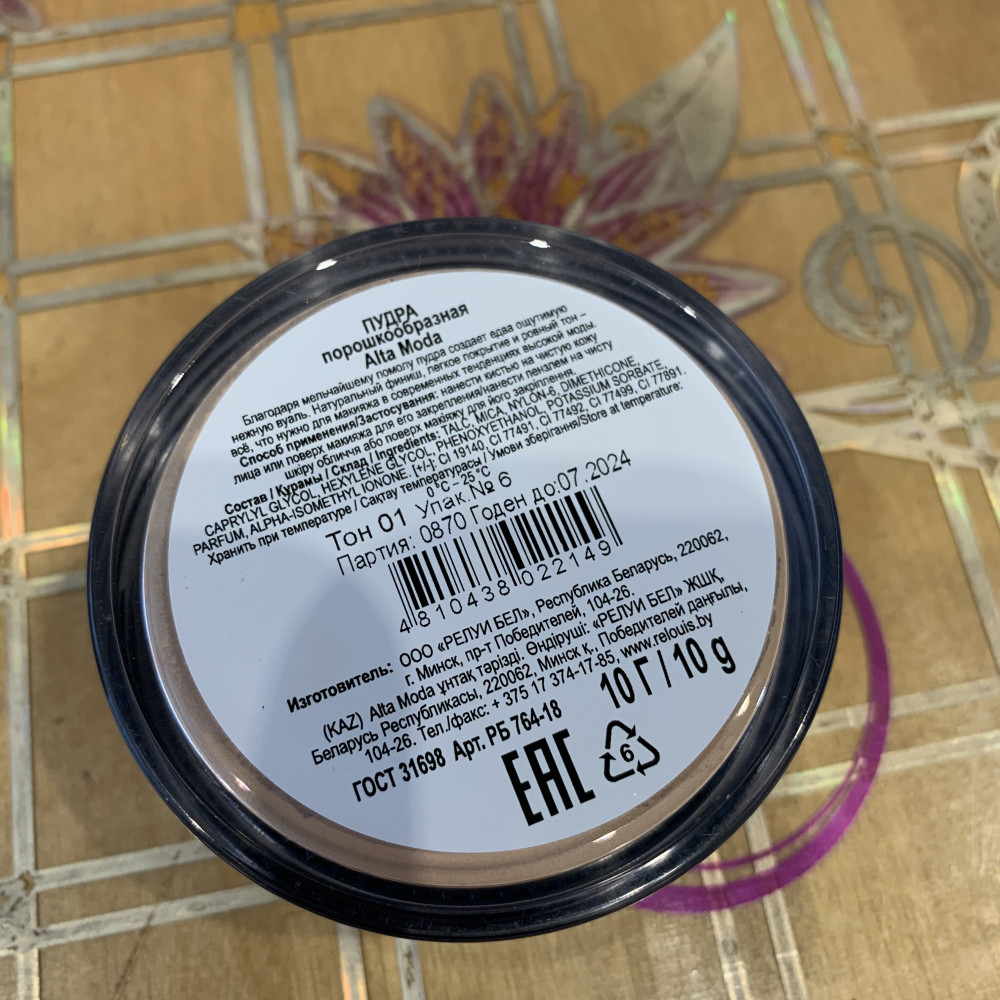 ПУДРА
порошкообразная
Alta Moda
Благодаря мельчайшему помолу пудра создает едва ощутимую
нежную вуаль. Натуральный финиш, легкое покрытие и ровный тон –
всё, что нужно для макияжа в современных тенденциях высокой моды.
Способ применения/Застосування: нанести кистью на чистую кожу
лица или поверх макияжа для его закрепления/нанести пензлем на чисту
шкіру обличчя або поверх макіяжу для його закріплення.
Состав / Курамы / Склад / Ingredients: TALC, MICA, NYLON-6, DIMETHICONE,
CAPRYLYL GLYCOL, HEXYLENE GLYCOL, PHENOXYETHANOL, POTASSIUM SORBATE,
PARFUM, ALPHA-ISOMETHYL IONONE. [+/-]: CI 19140, CI 77491, CI 77492, CI 77499, CI 77891.
Хранить при температуре / Сақтау температурасы / Умови зберігання/Store at temperature:
0 °C – 25 °C
Тон 01 Упак.№ 6
Партия: 0870 Годен до:07.2024
4 810438 022149
Изготовитель: ООО «РЕЛУИ БЕЛ», Республика Беларусь, 220062,
г. Минск, пр-т Победителей, 104-26.
(KAZ) Alta Moda ұнтақ тәрізді. Өндіруші: «РЕЛУИ БЕЛ» ЖШҚ,
Беларусь Республикасы, 220062, Минск қ., Победителей даңғылы,
104-26. Тел./факс: + 375 17 374-17-85, www.relouis.by
ГОСТ 31698 Арт. РБ 764-18 10 Г / 10 g
EAC 6